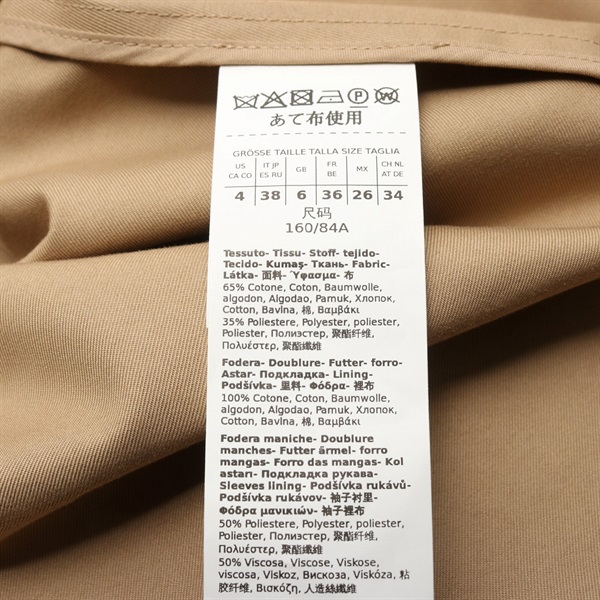 P W
あて布使用
GRÖSSE TAILLE TALLA SIZE TAGLIA
US CA CO IT JP ES RU GB FR BE MX CH NL AT DE
4 38 6 36 26 34
尺码
160/84A
Tessuto- Tissu- Stoff- tejido-
Tecido- Kumaş- Ткань- Fabric-
Látka- 面料- Ύφασμα- 布
65% Cotone, Coton, Baumwolle,
algodon, Algodao, Pamuk, Хлопок,
Cotton, Bavlna, 棉, Βαμβάκι
35% Poliestere, Polyester, poliester,
Poliester, Полиэстер, 聚酯纤维,
Πολυέστερ, 聚酯纖維
Fodera- Doublure- Futter- forro-
Astar- Подкладка- Lining-
Podšívka- 里料- Φόδρα- 裡布
100% Cotone, Coton, Baumwolle,
algodon, Algodao, Pamuk, Хлопок,
Cotton, Bavlna, 棉, Βαμβάκι
Fodera maniche- Doublure
manches- Futter ärmel- forro
mangas- Forro das mangas- Kol
astarı- Подкладка рукава-
Sleeves lining- Podšívka rukávů-
Podšívka rukávov- 袖子衬里-
Φόδρα μανικιών- 袖子裡布
50% Poliestere, Polyester, poliester,
Poliester, Полиэстер, 聚酯纤维,
Πολυέστερ, 聚酯纖維
50% Viscosa, Viscose, Viskose,
viscosa, Viskoz, Вискоза, Viskóza, 粘
胶纤维, Βισκόζη, 人造絲纖維